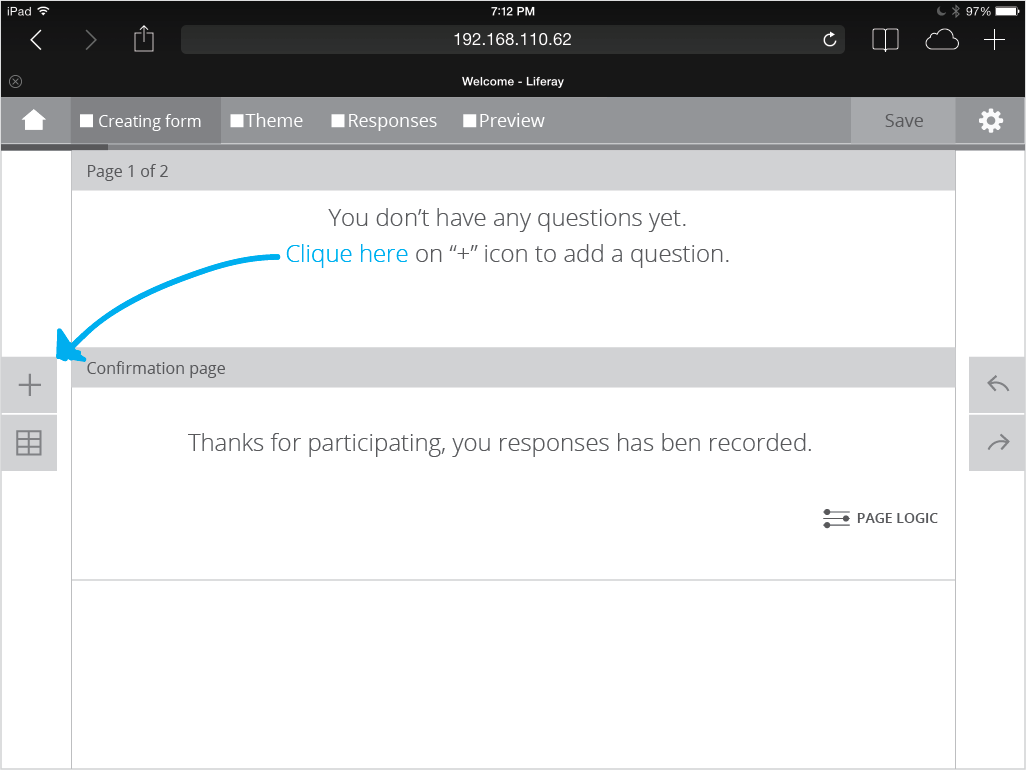 iPad 7:12 PM 97%
192.168.110.62
Welcome - Liferay
Creating form Theme Responses Preview Save
Page 1 of 2
You don’t have any questions yet.
Clique here on “+” icon to add a question.
Confirmation page
Thanks for participating, you responses has ben recorded.
PAGE LOGIC